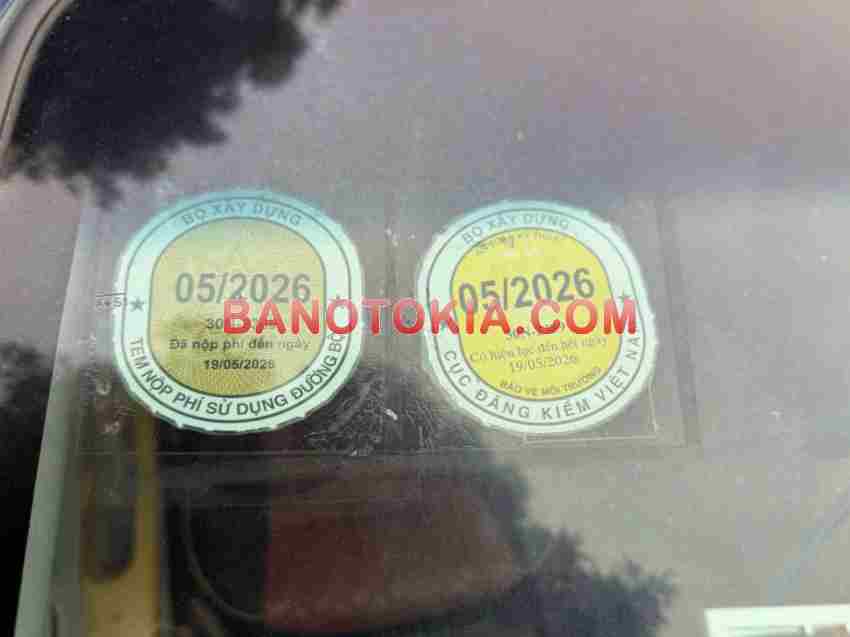 BỘ XÂY DỰNG
05/2026
Đã nộp phí đến ngày
19/05/2026
TEM NỘP PHÍ SỬ DỤNG ĐƯỜNG BỘ
BỘ XÂY DỰNG
05/2026
Có hiệu lực đến hết ngày
19/05/2026
BẢO VỆ MÔI TRƯỜNG
CỤC ĐĂNG KIỂM VIỆT NAM
BANOTOKIA.COM